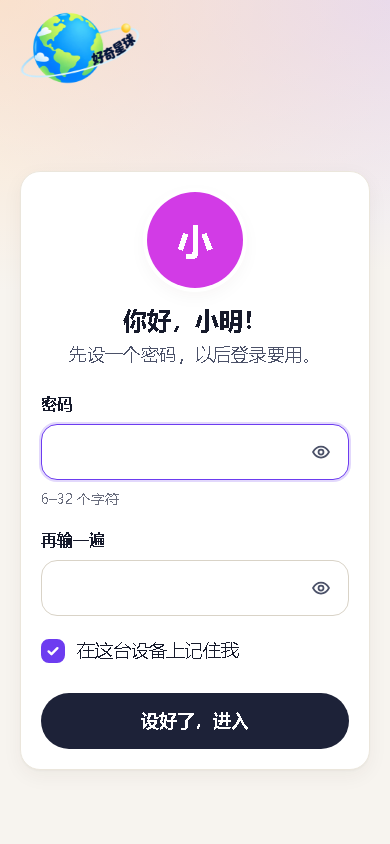 好奇星球
小
你好，小明！
先设一个密码，以后登录要用。
密码
6–32 个字符
再输一遍
在这台设备上记住我
设好了，进入